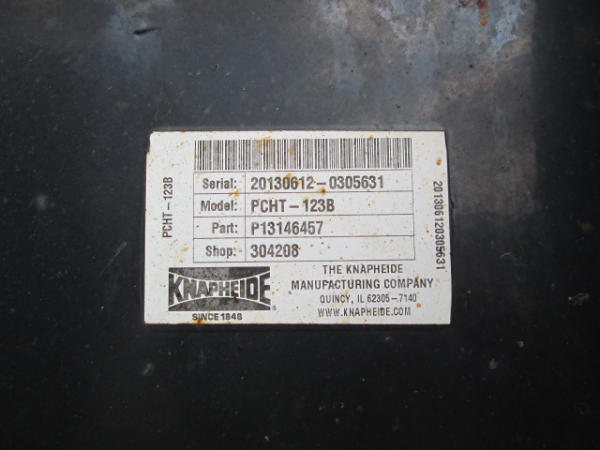 PCHT-123B
Serial: 20130612-0305631
Model: PCHT-123B
Part: P13146457
Shop: 304208
201306120305631
KNAPHEIDE
SINCE 1848
THE KNAPHEIDE
MANUFACTURING COMPANY
QUINCY, IL 62305-7140
WWW.KNAPHEIDE.COM